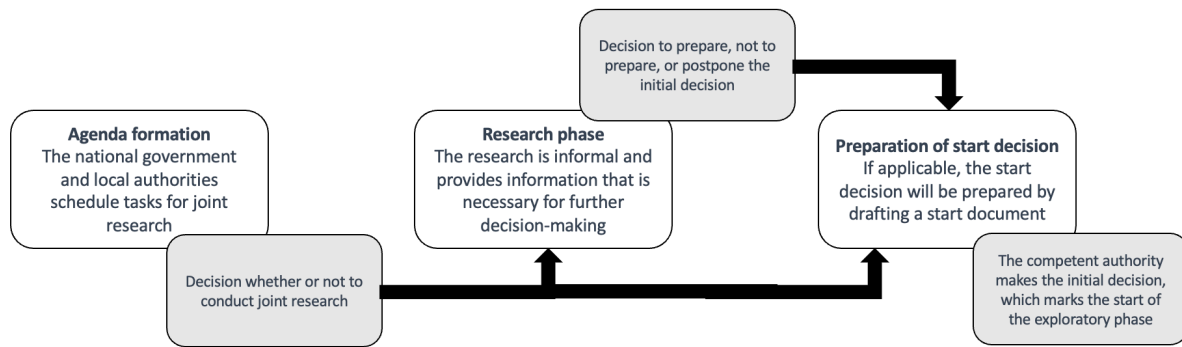 Agenda formation
The national government
and local authorities
schedule tasks for joint
research
Decision whether or not to
conduct joint research
Research phase
The research is informal and
provides information that is
necessary for further
decision-making
Decision to prepare, not to
prepare, or postpone the
initial decision
Preparation of start decision
If applicable, the start
decision will be prepared by
drafting a start document
The competent authority
makes the initial decision,
which marks the start of
the exploratory phase